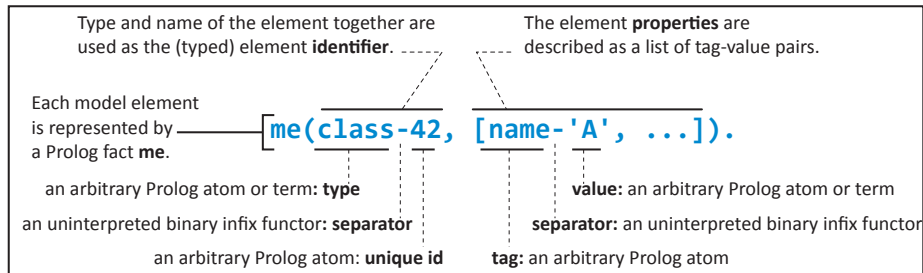 Type and name of the element together are
used as the (typed) element identifier.
The element properties are
described as a list of tag-value pairs.
Each model element
is represented by
a Prolog fact me.
me(class-42, [name-'A', ...]).
an arbitrary Prolog atom or term: type
value: an arbitrary Prolog atom or term
an uninterpreted binary infix functor: separator
separator: an uninterpreted binary infix functor
an arbitrary Prolog atom: unique id
tag: an arbitrary Prolog atom